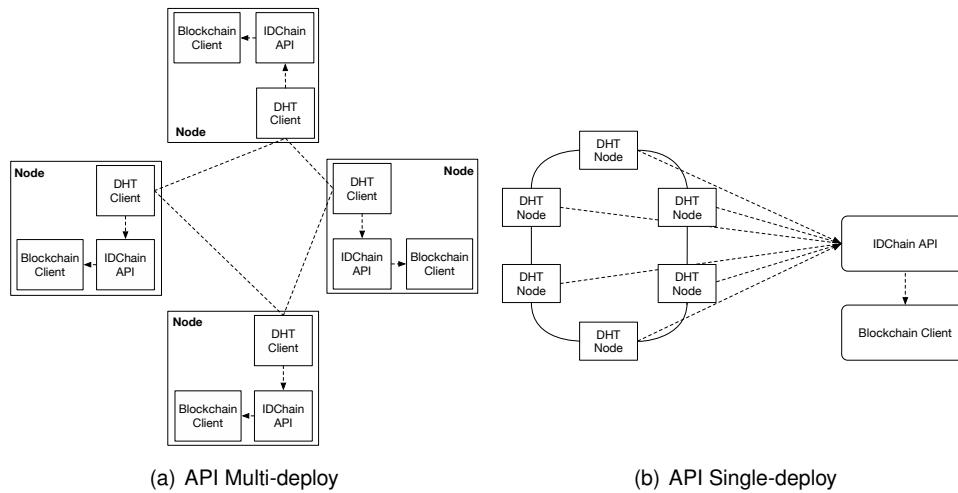 Blockchain
Client
IDChain
API
DHT
Client
Node
Node
DHT
Client
Blockchain
Client
IDChain
API
Node
DHT
Client
IDChain
API
Blockchain
Client
Node
DHT
Client
Blockchain
Client
IDChain
API
(a) API Multi-deploy
DHT
Node
DHT
Node
DHT
Node
DHT
Node
DHT
Node
DHT
Node
IDChain API
Blockchain Client
(b) API Single-deploy